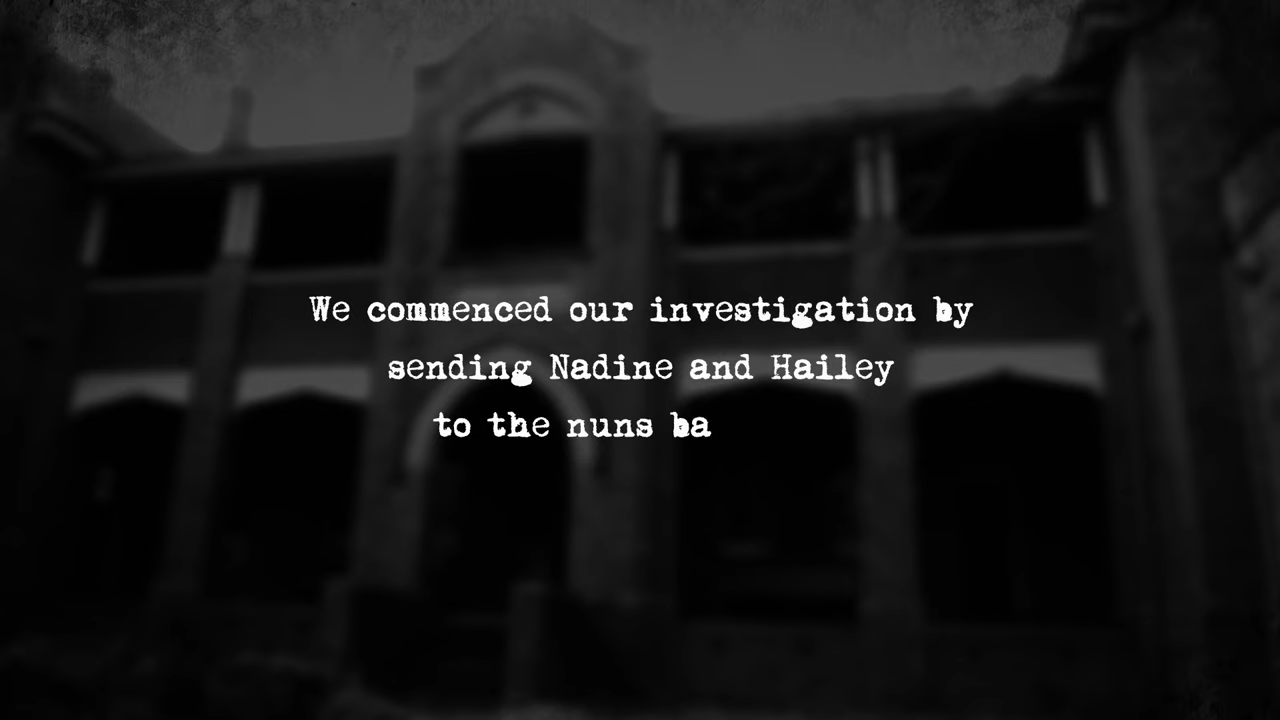 We commenced our investigation by
sending Nadine and Hailey
to the nuns ba